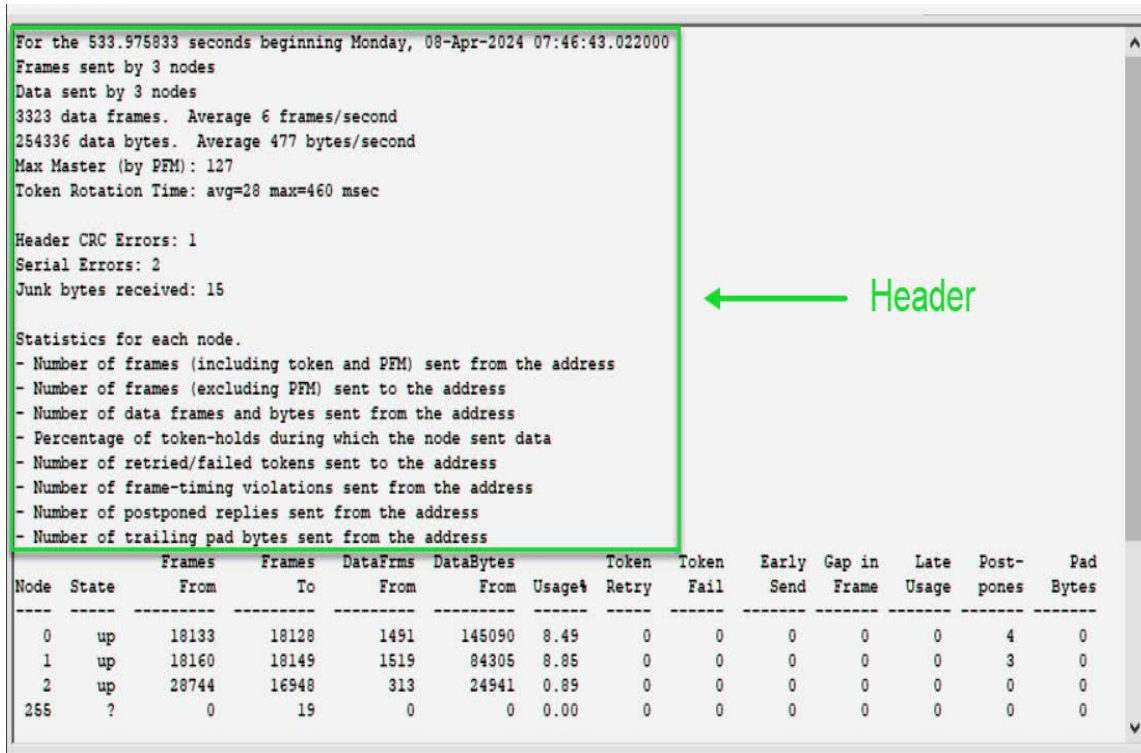 For the 533.975833 seconds beginning Monday, 08-Apr-2024 07:46:43.022000
Frames sent by 3 nodes
Data sent by 3 nodes
3323 data frames.  Average 6 frames/second
254336 data bytes.  Average 477 bytes/second
Max Master (by PFM): 127
Token Rotation Time: avg=28 max=460 msec
Header CRC Errors: 1
Serial Errors: 2
Junk bytes received: 15
Header
Statistics for each node.
- Number of frames (including token and PFM) sent from the address
- Number of frames (excluding PFM) sent to the address
- Number of data frames and bytes sent from the address
- Percentage of token-holds during which the node sent data
- Number of retried/failed tokens sent to the address
- Number of frame-timing violations sent from the address
- Number of postponed replies sent from the address
- Number of trailing pad bytes sent from the address
Frames Frames DataFrms DataBytes Token Token Early Gap in Late Post- Pad
Node State From To From From Usage% Retry Fail Send Frame Usage pones Bytes
---- ----- ---------- ---------- --------- --------- ------ ----- ------ ------- ------- ------- ------- -------
0 up 18133 18128 1491 145090 8.49 0 0 0 0 0 4 0
1 up 18160 18149 1519 84305 8.85 0 0 0 0 0 3 0
2 up 28744 16948 313 24941 0.89 0 0 0 0 0 0 0
255 ? 0 19 0 0 0.00 0 0 0 0 0 0 0